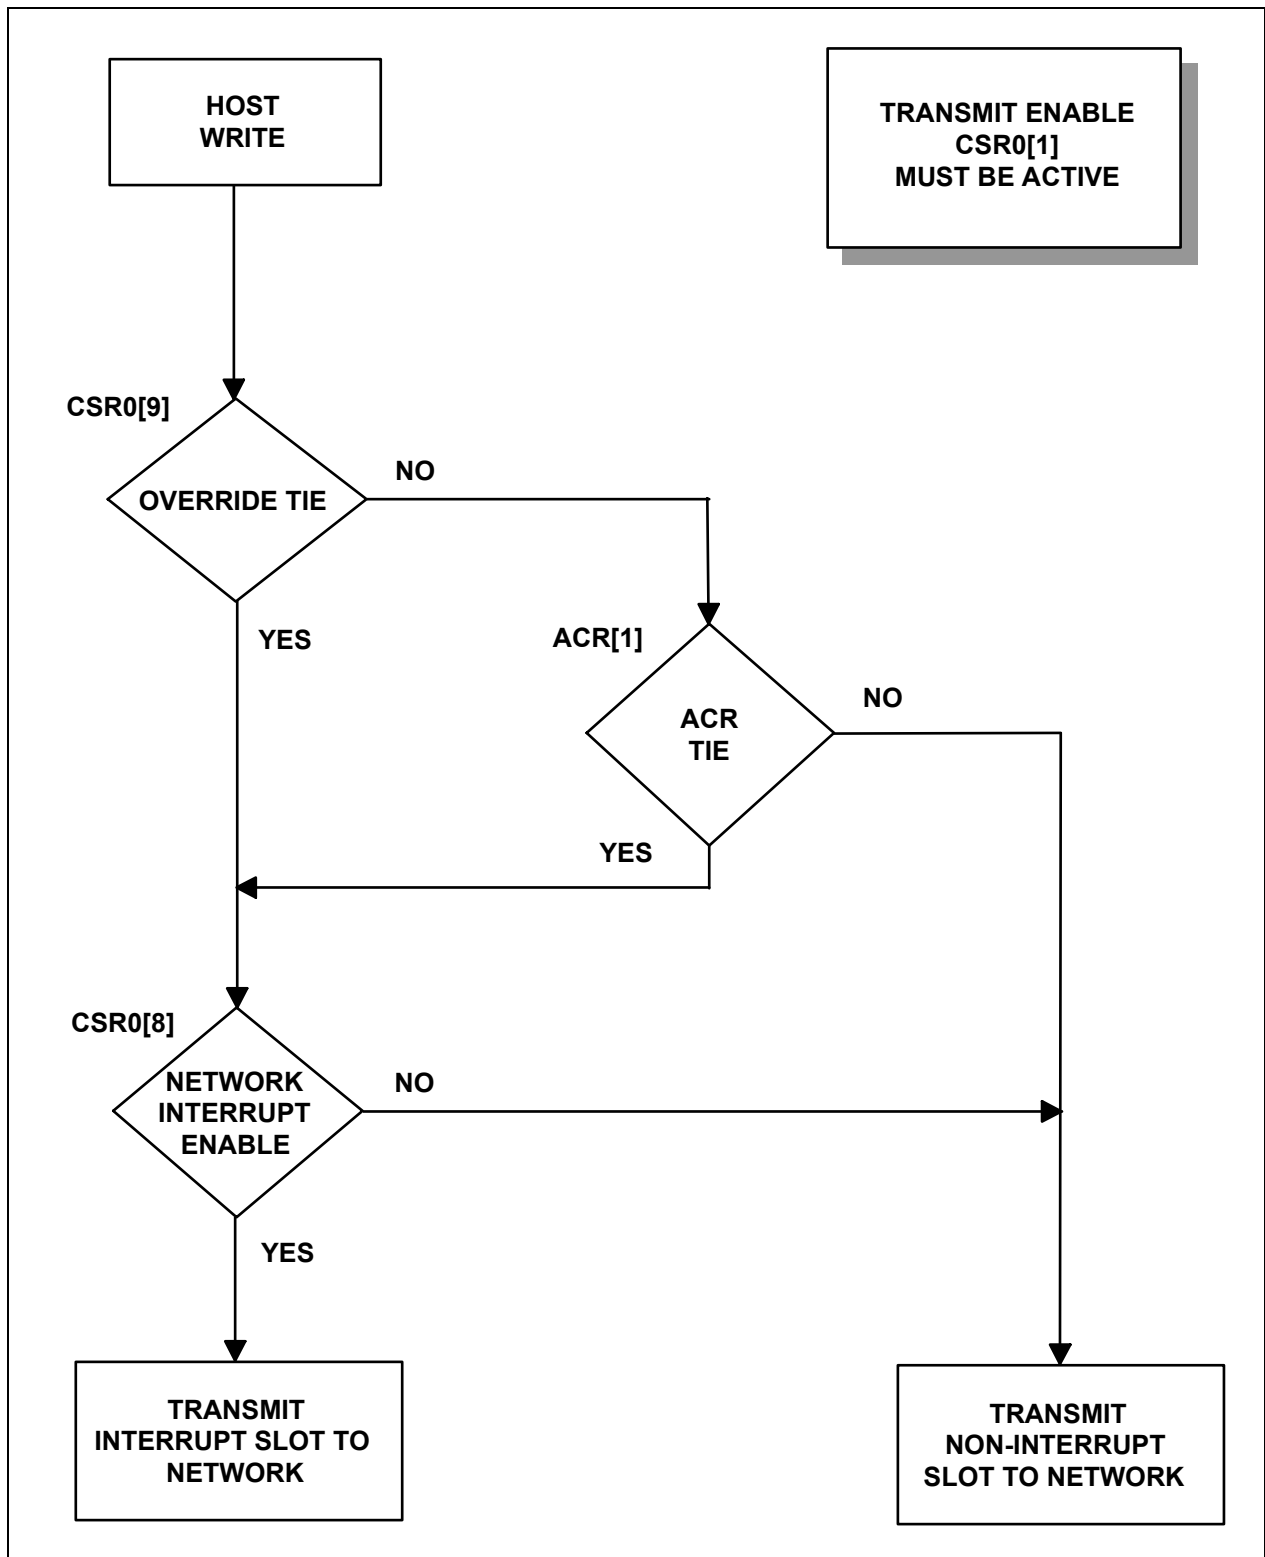 HOST
WRITE
TRANSMIT ENABLE
CSR0[1]
MUST BE ACTIVE
CSR0[9]
OVERRIDE TIE
NO
YES
ACR[1]
ACR
TIE
NO
YES
CSR0[8]
NETWORK
INTERRUPT
ENABLE
NO
YES
TRANSMIT
INTERRUPT SLOT TO
NETWORK
TRANSMIT
NON-INTERRUPT
SLOT TO NETWORK